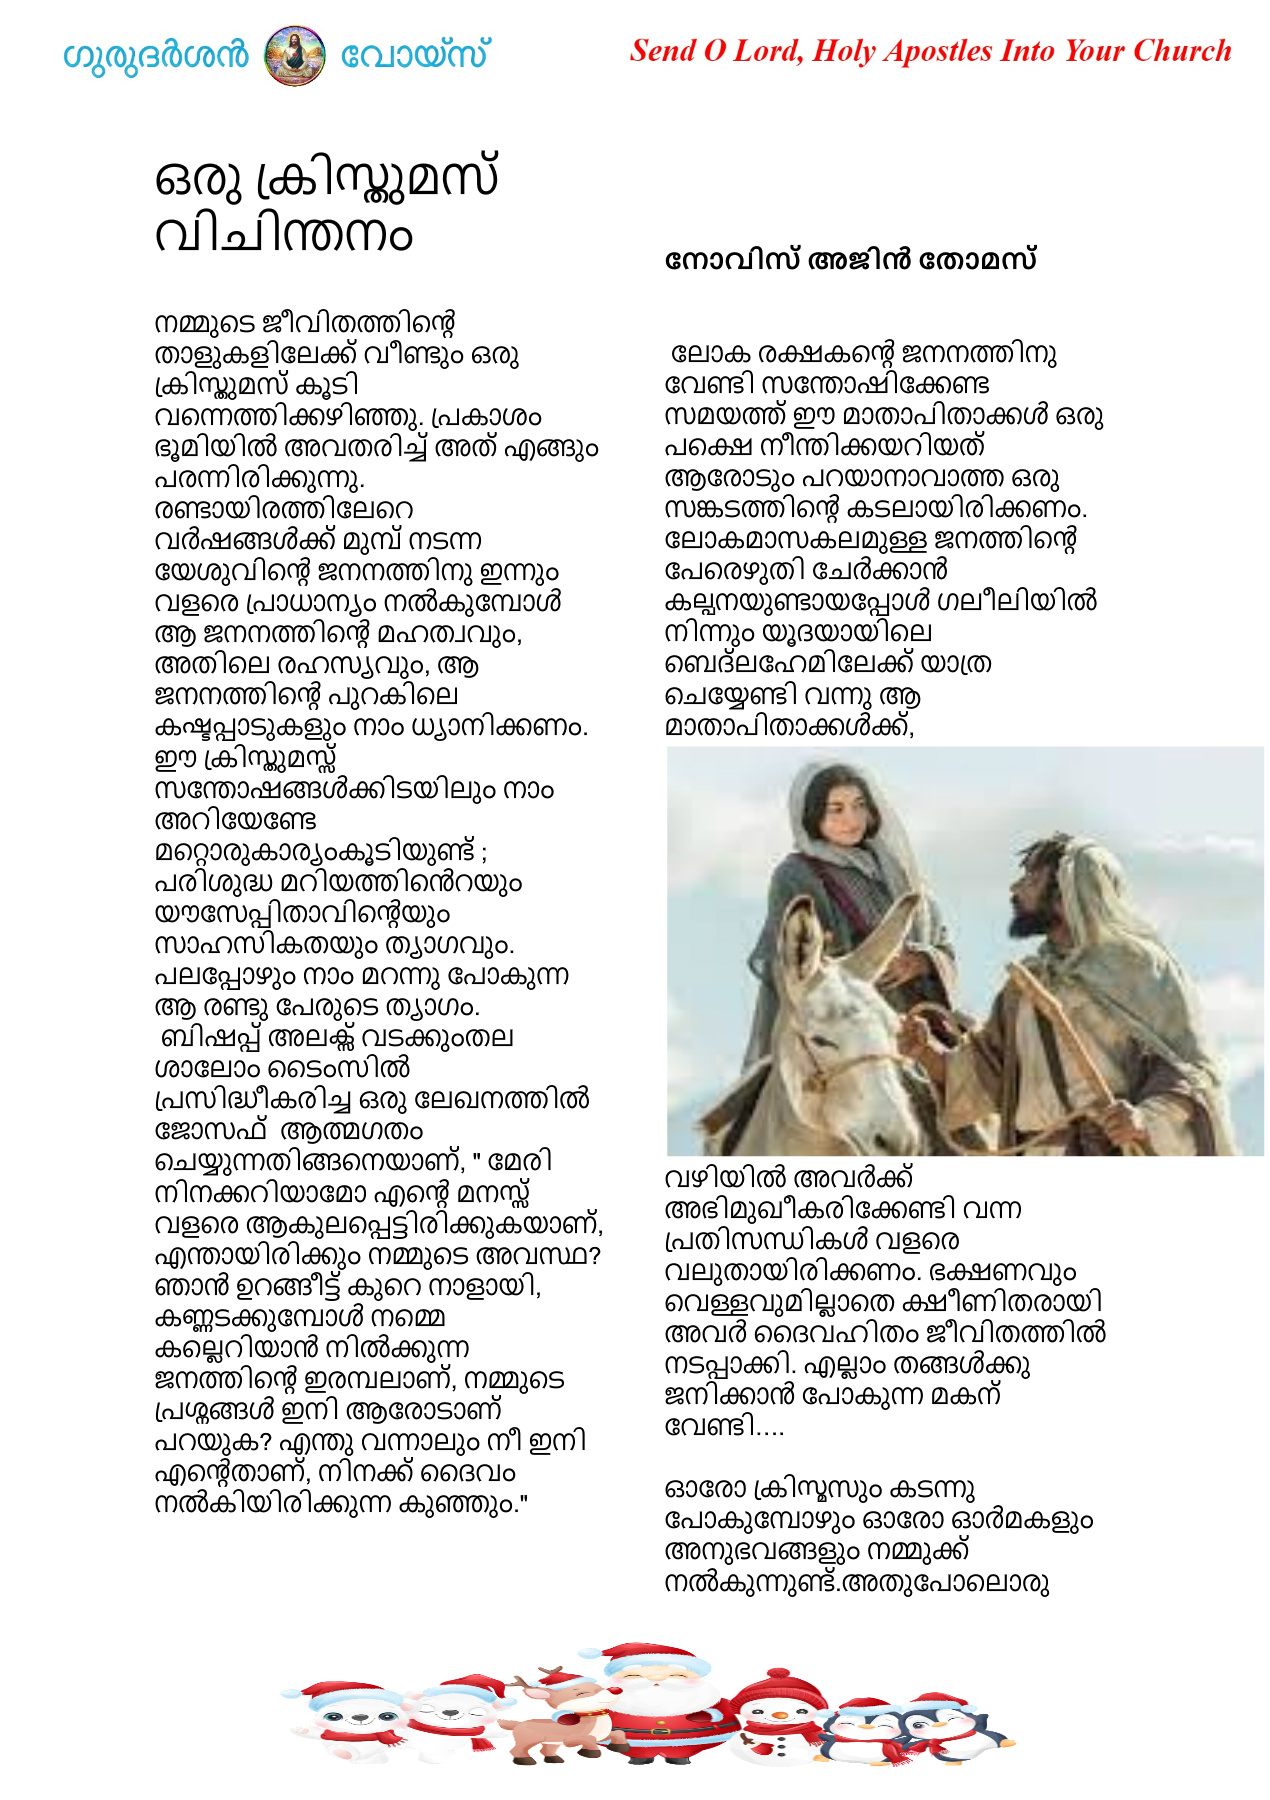 ഗുരുദർശൻ വോയ്സ്
Send O Lord, Holy Apostles Into Your Church
ഒരു ക്രിസ്തുമസ്
വിചിന്തനം
നമ്മുടെ ജീവിതത്തിന്റെ
താളുകളിലേക്ക് വീണ്ടും ഒരു
ക്രിസ്തുമസ് കൂടി
വന്നെത്തിക്കഴിഞ്ഞു. പ്രകാശം
ഭൂമിയിൽ അവതരിച്ച് അത് എങ്ങും
പരന്നിരിക്കുന്നു.
രണ്ടായിരത്തിലേറെ
വർഷങ്ങൾക്ക് മുമ്പ് നടന്ന
യേശുവിന്റെ ജനനത്തിനു ഇന്നും
വളരെ പ്രാധാന്യം നൽകുമ്പോൾ
ആ ജനനത്തിന്റെ മഹത്വവും,
അതിലെ രഹസ്യവും, ആ
ജനനത്തിന്റെ പുറകിലെ
കഷ്ടപ്പാടുകളും നാം ധ്യാനിക്കണം.
ഈ ക്രിസ്തുമസ്സ്
സന്തോഷങ്ങൾക്കിടയിലും നാം
അറിയേണ്ടേ
മറ്റൊരുകാര്യംകൂടിയുണ്ട് ;
പരിശുദ്ധ മറിയത്തിൻെറയും
യൗസേപ്പിതാവിന്റെയും
സാഹസികതയും ത്യാഗവും.
പലപ്പോഴും നാം മറന്നു പോകുന്ന
ആ രണ്ടു പേരുടെ ത്യാഗം.
ബിഷപ്പ് അലക്സ് വടക്കുംതല
ശാലോം ടൈംസിൽ
പ്രസിദ്ധീകരിച്ച ഒരു ലേഖനത്തിൽ
ജോസഫ് ആത്മഗതം
ചെയ്യുന്നതിങ്ങനെയാണ്, " മേരി
നിനക്കറിയാമോ എന്റെ മനസ്സ്
വളരെ ആകുലപ്പെട്ടിരിക്കുകയാണ്,
എന്തായിരിക്കും നമ്മുടെ അവസ്ഥ?
ഞാൻ ഉറങ്ങീട്ട് കുറെ നാളായി,
കണ്ണടക്കുമ്പോൾ നമ്മെ
കല്ലെറിയാൻ നിൽക്കുന്ന
ജനത്തിന്റെ ഇരമ്പലാണ്, നമ്മുടെ
പ്രശ്നങ്ങൾ ഇനി ആരോടാണ്
പറയുക? എന്തു വന്നാലും നീ ഇനി
എന്റെതാണ്, നിനക്ക് ദൈവം
നൽകിയിരിക്കുന്ന കുഞ്ഞും."
നോവിസ് അജിൻ തോമസ്
ലോക രക്ഷകന്റെ ജനനത്തിനു
വേണ്ടി സന്തോഷിക്കേണ്ട
സമയത്ത് ഈ മാതാപിതാക്കൾ ഒരു
പക്ഷെ നീന്തിക്കയറിയത്
ആരോടും പറയാനാവാത്ത ഒരു
സങ്കടത്തിന്റെ കടലായിരിക്കണം.
ലോകമാസകലമുള്ള ജനത്തിന്റെ
പേരെഴുതി ചേർക്കാൻ
കല്പനയുണ്ടായപ്പോൾ ഗലീലിയിൽ
നിന്നും യൂദയായിലെ
ബെദ്‌ലഹേമിലേക്ക് യാത്ര
ചെയ്യേണ്ടി വന്നു ആ
മാതാപിതാക്കൾക്ക്,
വഴിയിൽ അവർക്ക്
അഭിമുഖീകരിക്കേണ്ടി വന്ന
പ്രതിസന്ധികൾ വളരെ
വലുതായിരിക്കണം. ഭക്ഷണവും
വെള്ളവുമില്ലാതെ ക്ഷീണിതരായി
അവർ ദൈവഹിതം ജീവിതത്തിൽ
നടപ്പാക്കി. എല്ലാം തങ്ങൾക്കു
ജനിക്കാൻ പോകുന്ന മകന്
വേണ്ടി....
ഓരോ ക്രിസ്മസും കടന്നു
പോകുമ്പോഴും ഓരോ ഓർമകളും
അനുഭവങ്ങളും നമ്മുക്ക്
നൽകുന്നുണ്ട്.അതുപോലൊരു